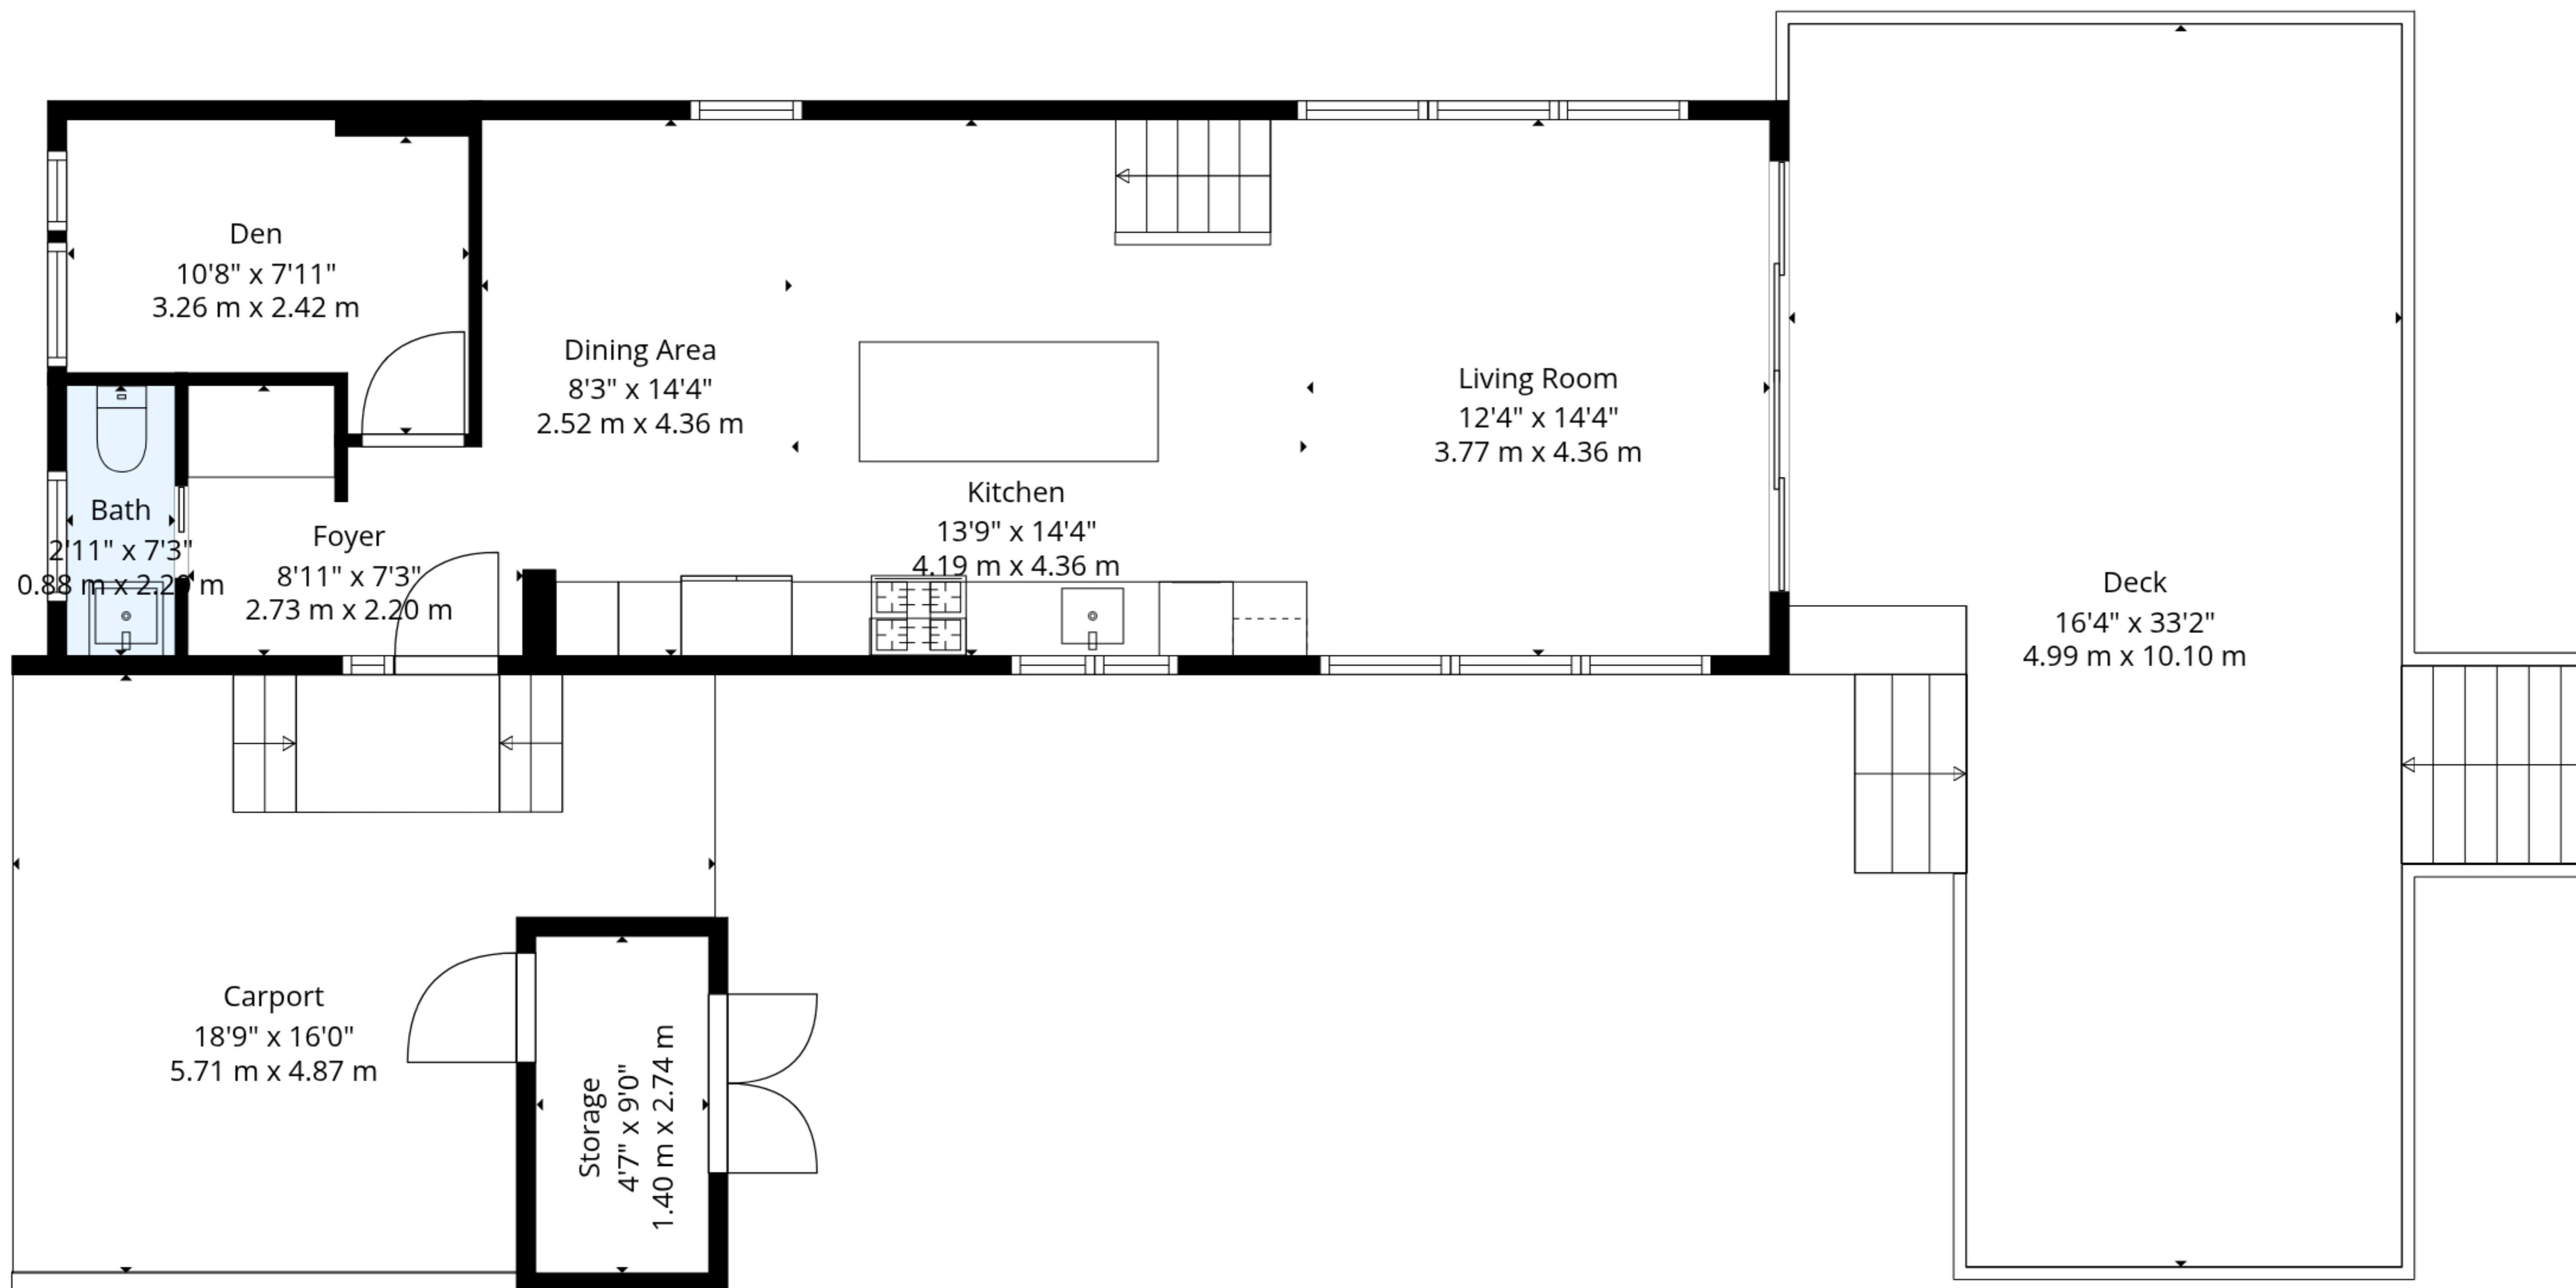 Den
10'8" x 7'11"
3.26 m x 2.42 m
Dining Area
8'3" x 14'4"
2.52 m x 4.36 m
Living Room
12'4" x 14'4"
3.77 m x 4.36 m
Kitchen
13'9" x 14'4"
4.19 m x 4.36 m
Bath
2'11" x 7'3"
0.88 m x 2.20 m
Foyer
8'11" x 7'3"
2.73 m x 2.20 m
Deck
16'4" x 33'2"
4.99 m x 10.10 m
Carport
18'9" x 16'0"
5.71 m x 4.87 m
Storage
4'7" x 9'0"
1.40 m x 2.74 m